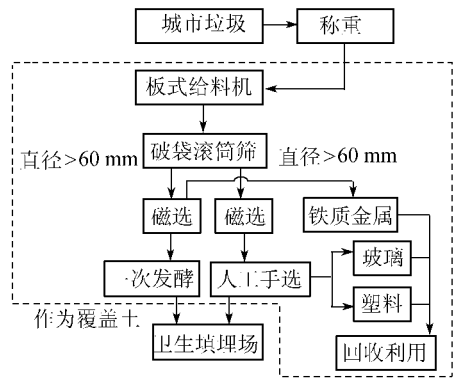 城市垃圾
称重
板式给料机
直径>60 mm
破袋滚筒筛
直径>60 mm
磁选
磁选
铁质金属
一次发酵
人工手选
玻璃
塑料
作为覆盖土
卫生填埋场
回收利用